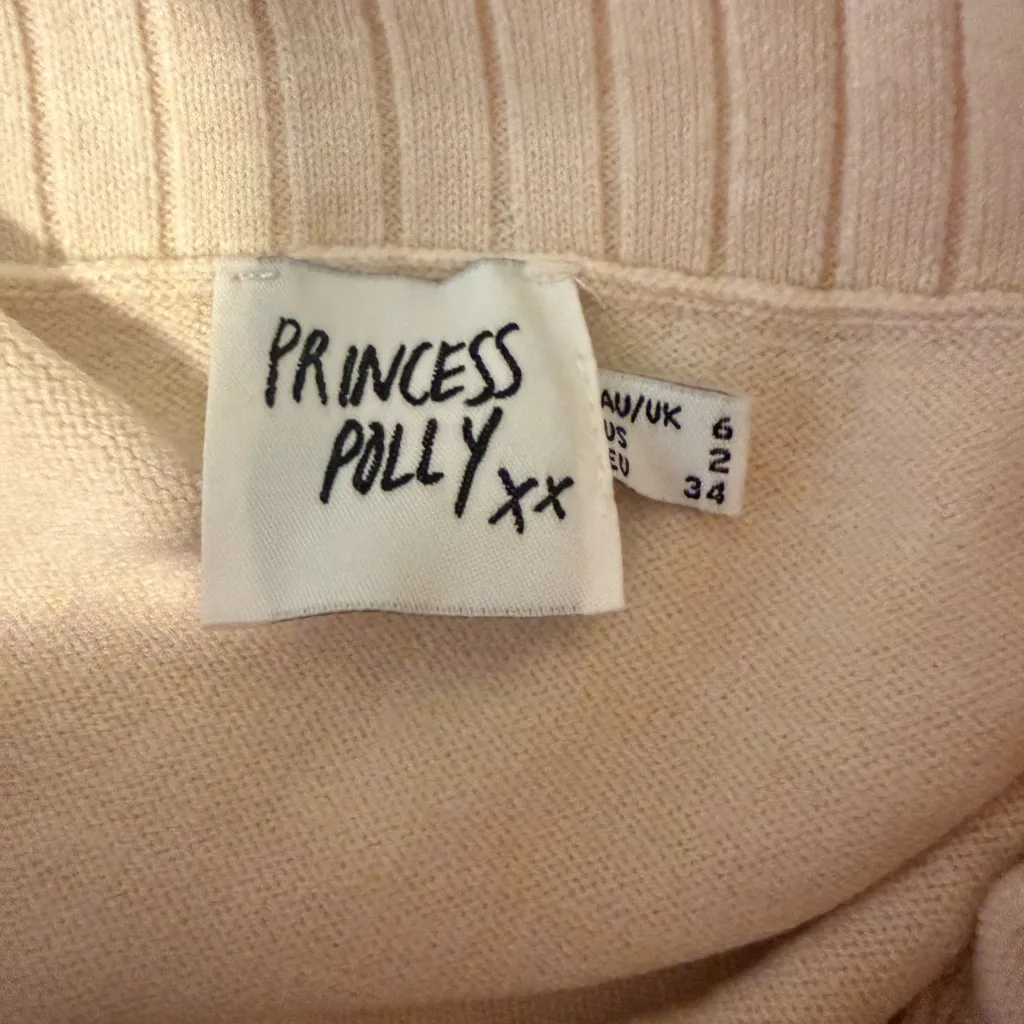 PRINCESS
POLLY
XX
AU/UK 6
US 2
EU 34